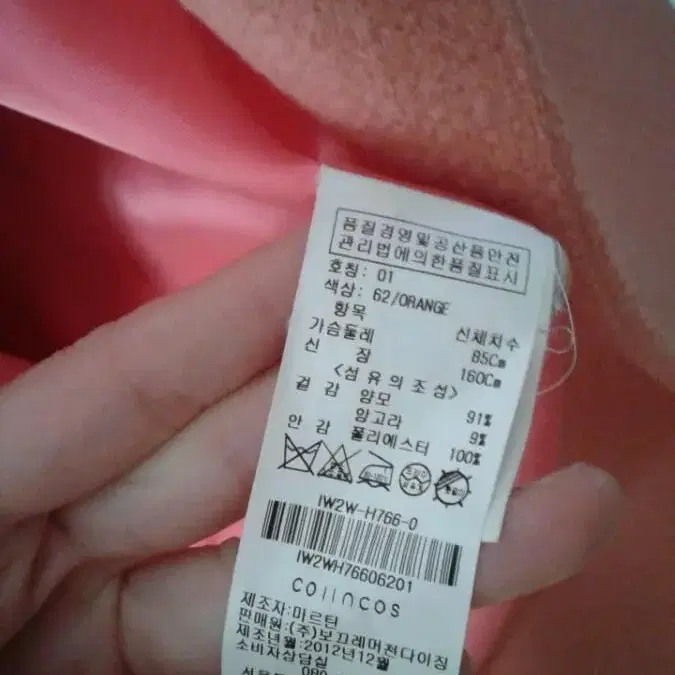 품질경영및공산품안전
관리법에의한품질표시
호칭: 01
색상: 62/ORANGE
항목 신체치수
가슴둘레 85Cm
신 장 160Cm
<섬 유 의 조 성>
겉 감 양모 91%
앙고라 9%
안 감 폴리에스터 100%
IW2W-H766-0
IW2WH76606201
COIINCOS
제조자:마르틴
판매원:(주)보끄레머천다이징
제조년월:2012년12월
소비자상담실
080